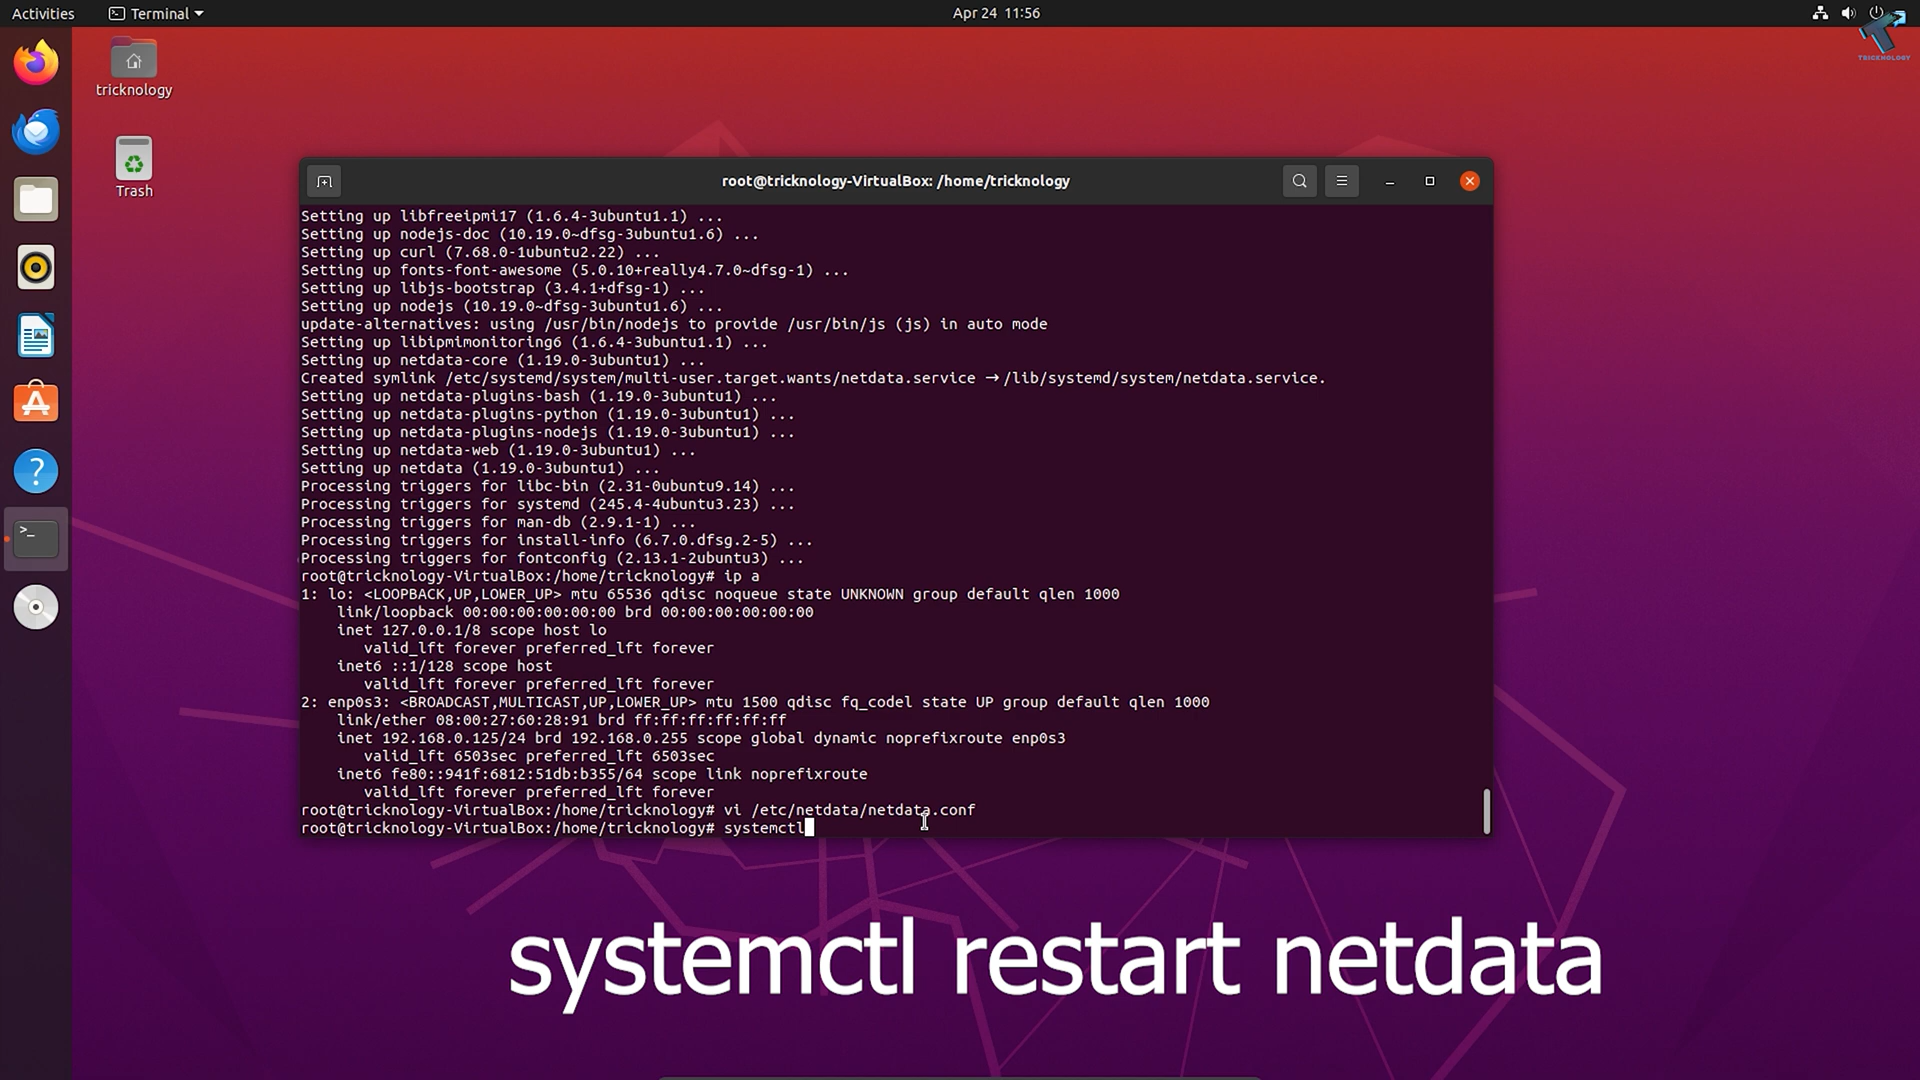 Activities
Terminal
Apr 24 11:56
TRICKNOLOGY
tricknology
Trash
root@tricknology-VirtualBox: /home/tricknology
Setting up libfreeipmi17 (1.6.4-3ubuntu1.1) ...
Setting up nodejs-doc (10.19.0~dfsg-3ubuntu1.6) ...
Setting up curl (7.68.0-1ubuntu2.22) ...
Setting up fonts-font-awesome (5.0.10+really4.7.0~dfsg-1) ...
Setting up libjs-bootstrap (3.4.1+dfsg-1) ...
Setting up nodejs (10.19.0~dfsg-3ubuntu1.6) ...
update-alternatives: using /usr/bin/nodejs to provide /usr/bin/js (js) in auto mode
Setting up libipmimonitoring6 (1.6.4-3ubuntu1.1) ...
Setting up netdata-core (1.19.0-3ubuntu1) ...
Created symlink /etc/systemd/system/multi-user.target.wants/netdata.service → /lib/systemd/system/netdata.service.
Setting up netdata-plugins-bash (1.19.0-3ubuntu1) ...
Setting up netdata-plugins-python (1.19.0-3ubuntu1) ...
Setting up netdata-plugins-nodejs (1.19.0-3ubuntu1) ...
Setting up netdata-web (1.19.0-3ubuntu1) ...
Setting up netdata (1.19.0-3ubuntu1) ...
Processing triggers for libc-bin (2.31-0ubuntu9.14) ...
Processing triggers for systemd (245.4-4ubuntu3.23) ...
Processing triggers for man-db (2.9.1-1) ...
Processing triggers for install-info (6.7.0.dfsg.2-5) ...
Processing triggers for fontconfig (2.13.1-2ubuntu3) ...
root@tricknology-VirtualBox:/home/tricknology# ip a
1: lo: <LOOPBACK,UP,LOWER_UP> mtu 65536 qdisc noqueue state UNKNOWN group default qlen 1000
link/loopback 00:00:00:00:00:00 brd 00:00:00:00:00:00
inet 127.0.0.1/8 scope host lo
valid_lft forever preferred_lft forever
inet6 ::1/128 scope host
valid_lft forever preferred_lft forever
2: enp0s3: <BROADCAST,MULTICAST,UP,LOWER_UP> mtu 1500 qdisc fq_codel state UP group default qlen 1000
link/ether 08:00:27:60:28:91 brd ff:ff:ff:ff:ff:ff
inet 192.168.0.125/24 brd 192.168.0.255 scope global dynamic noprefixroute enp0s3
valid_lft 6503sec preferred_lft 6503sec
inet6 fe80::941f:6812:51db:b355/64 scope link noprefixroute
valid_lft forever preferred_lft forever
root@tricknology-VirtualBox:/home/tricknology# vi /etc/netdata/netdata.conf
root@tricknology-VirtualBox:/home/tricknology# systemctl
systemctl restart netdata